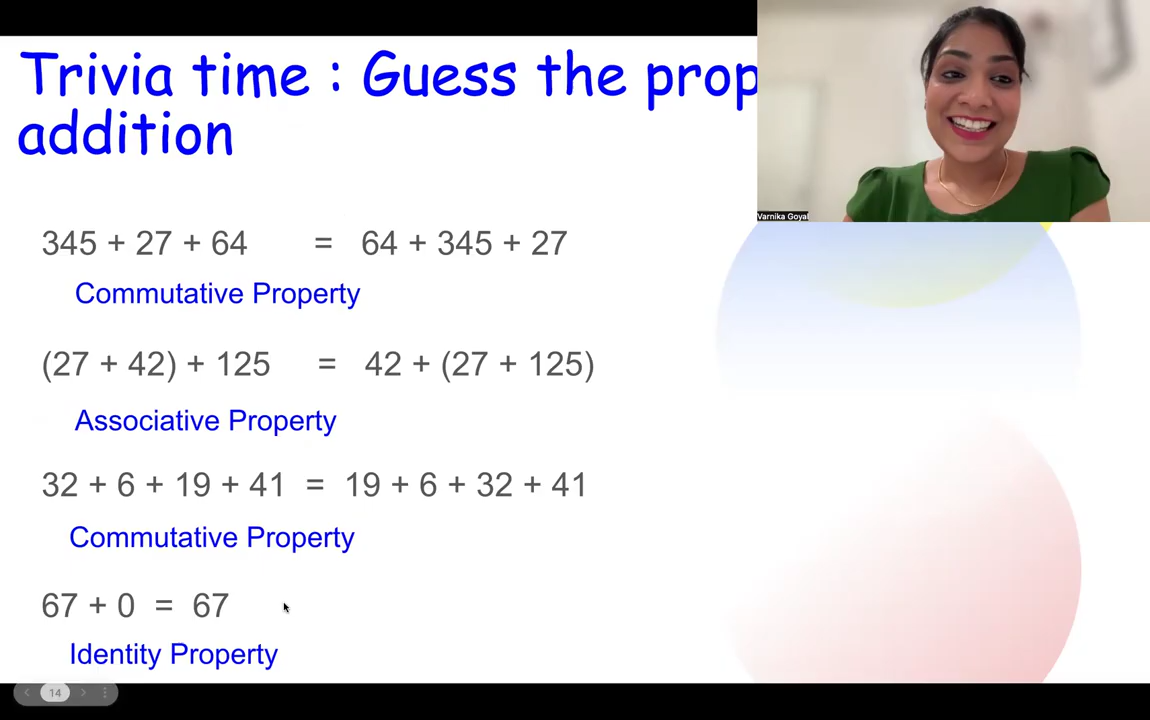 Trivia time : Guess the prop
addition
Varnika Goyal
345 + 27 + 64 = 64 + 345 + 27
Commutative Property
(27 + 42) + 125 = 42 + (27 + 125)
Associative Property
32 + 6 + 19 + 41 = 19 + 6 + 32 + 41
Commutative Property
67 + 0 = 67
Identity Property
14